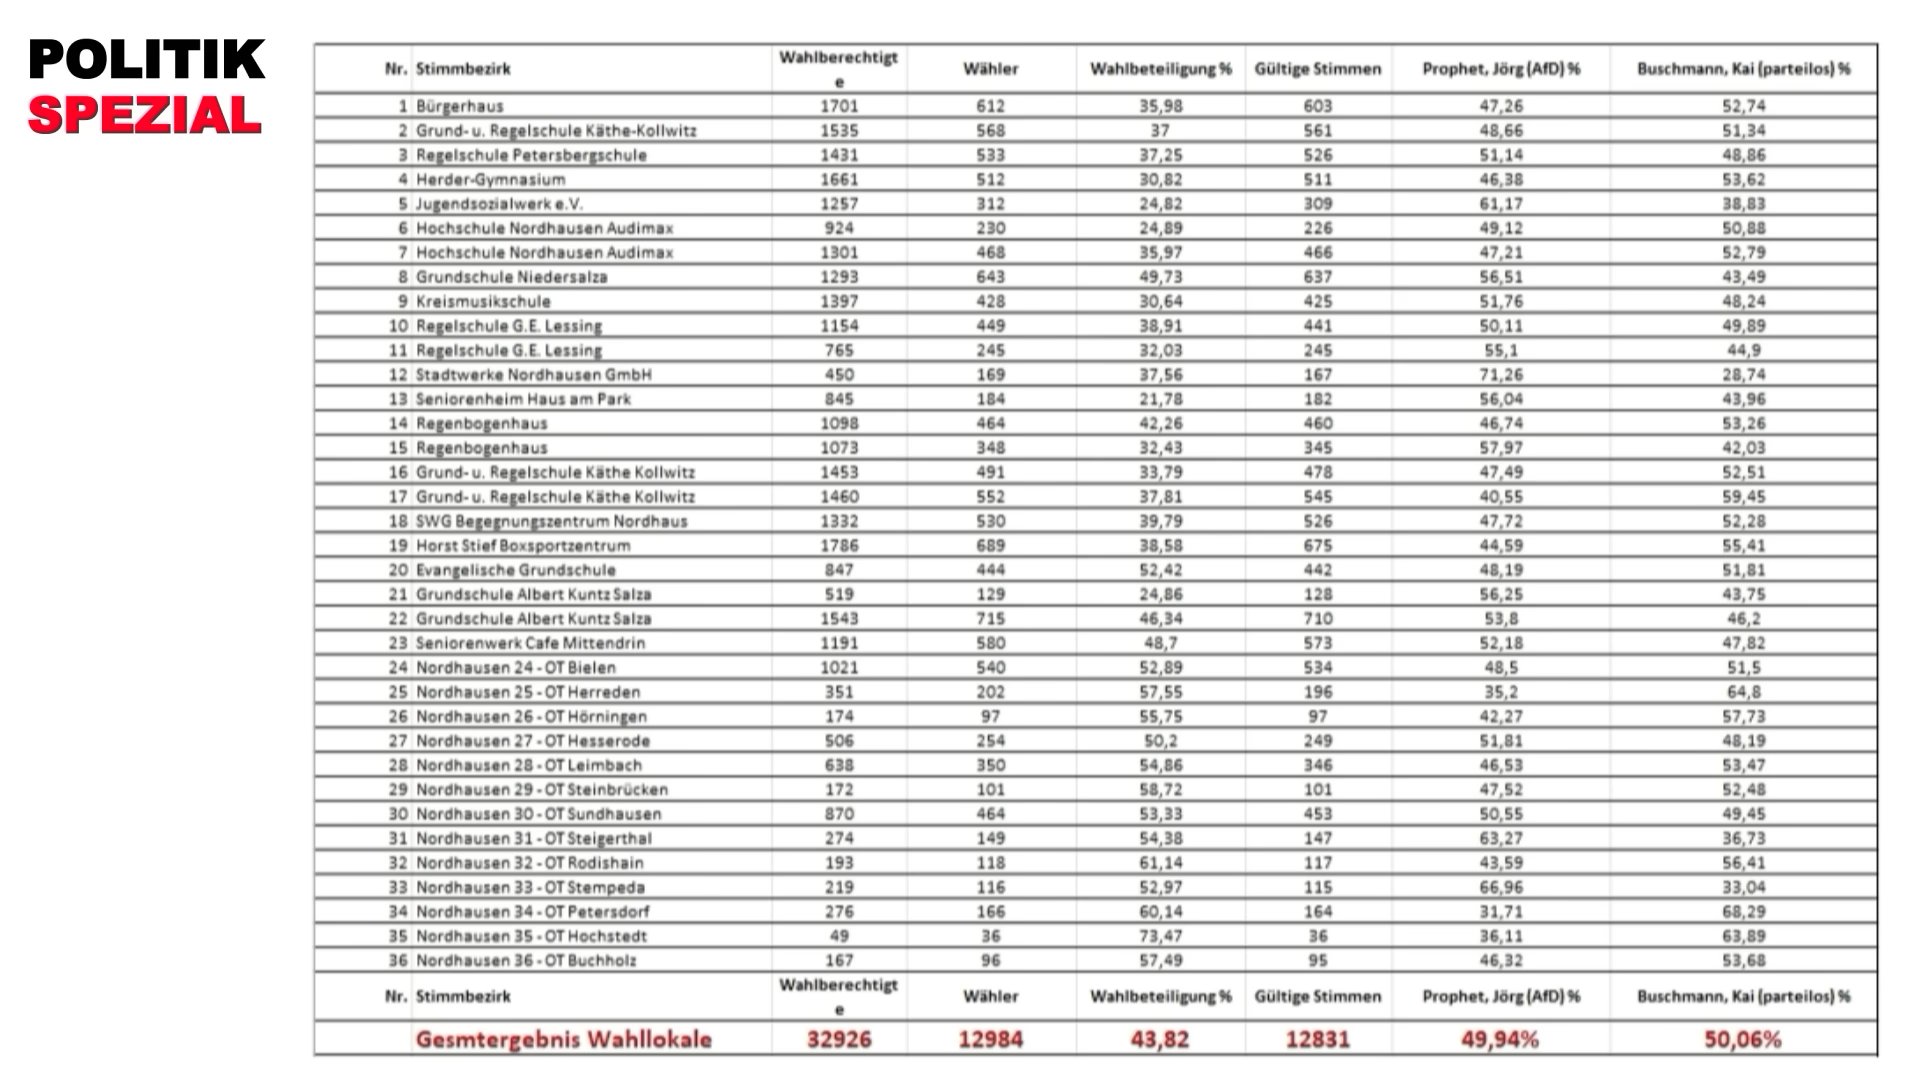 POLITIK
SPEZIAL
Nr. Stimmbezirk Wahlberechtigt e Wähler Wahlbeteiligung % Gültige Stimmen Prophet, Jörg (AfD) % Buschmann, Kai (parteilos) %
1 Bürgerhaus 1701 612 35,98 603 47,26 52,74
2 Grund- u. Regelschule Käthe-Kollwitz 1535 568 37 561 48,66 51,34
3 Regelschule Petersbergschule 1431 533 37,25 526 51,14 48,86
4 Herder-Gymnasium 1661 512 30,82 511 46,38 53,62
5 Jugendsozialwerk e.V. 1257 312 24,82 309 61,17 38,83
6 Hochschule Nordhausen Audimax 924 230 24,89 226 49,12 50,88
7 Hochschule Nordhausen Audimax 1301 468 35,97 466 47,21 52,79
8 Grundschule Niedersalza 1293 643 49,73 637 56,51 43,49
9 Kreismusikschule 1397 428 30,64 425 51,76 48,24
10 Regelschule G.E. Lessing 1154 449 38,91 441 50,11 49,89
11 Regelschule G.E. Lessing 765 245 32,03 245 55,1 44,9
12 Stadtwerke Nordhausen GmbH 450 169 37,56 167 71,26 28,74
13 Seniorenheim Haus am Park 845 184 21,78 182 56,04 43,96
14 Regenbogenhaus 1098 464 42,26 460 46,74 53,26
15 Regenbogenhaus 1073 348 32,43 345 57,97 42,03
16 Grund- u. Regelschule Käthe Kollwitz 1453 491 33,79 478 47,49 52,51
17 Grund- u. Regelschule Käthe Kollwitz 1460 552 37,81 545 40,55 59,45
18 SWG Begegnungszentrum Nordhaus 1332 530 39,79 526 47,72 52,28
19 Horst Stief Boxsportzentrum 1786 689 38,58 675 44,59 55,41
20 Evangelische Grundschule 847 444 52,42 442 48,19 51,81
21 Grundschule Albert Kuntz Salza 519 129 24,86 128 56,25 43,75
22 Grundschule Albert Kuntz Salza 1543 715 46,34 710 53,8 46,2
23 Seniorenwerk Cafe Mittendrin 1191 580 48,7 573 52,18 47,82
24 Nordhausen 24 - OT Bielen 1021 540 52,89 534 48,5 51,5
25 Nordhausen 25 - OT Herreden 351 202 57,55 196 35,2 64,8
26 Nordhausen 26 - OT Hörningen 174 97 55,75 97 42,27 57,73
27 Nordhausen 27 - OT Hesserode 506 254 50,2 249 51,81 48,19
28 Nordhausen 28 - OT Leimbach 638 350 54,86 346 46,53 53,47
29 Nordhausen 29 - OT Steinbrücken 172 101 58,72 101 47,52 52,48
30 Nordhausen 30 - OT Sundhausen 870 464 53,33 453 50,55 49,45
31 Nordhausen 31 - OT Steigerthal 274 149 54,38 147 63,27 36,73
32 Nordhausen 32 - OT Rodishain 193 118 61,14 117 43,59 56,41
33 Nordhausen 33 - OT Stempeda 219 116 52,97 115 66,96 33,04
34 Nordhausen 34 - OT Petersdorf 276 166 60,14 164 31,71 68,29
35 Nordhausen 35 - OT Hochstedt 49 36 73,47 36 36,11 63,89
36 Nordhausen 36 - OT Buchholz 167 96 57,49 95 46,32 53,68
Nr. Stimmbezirk Wahlberechtigt e Wähler Wahlbeteiligung % Gültige Stimmen Prophet, Jörg (AfD) % Buschmann, Kai (parteilos) %
Gesmtergebnis Wahllokale 32926 12984 43,82 12831 49,94% 50,06%